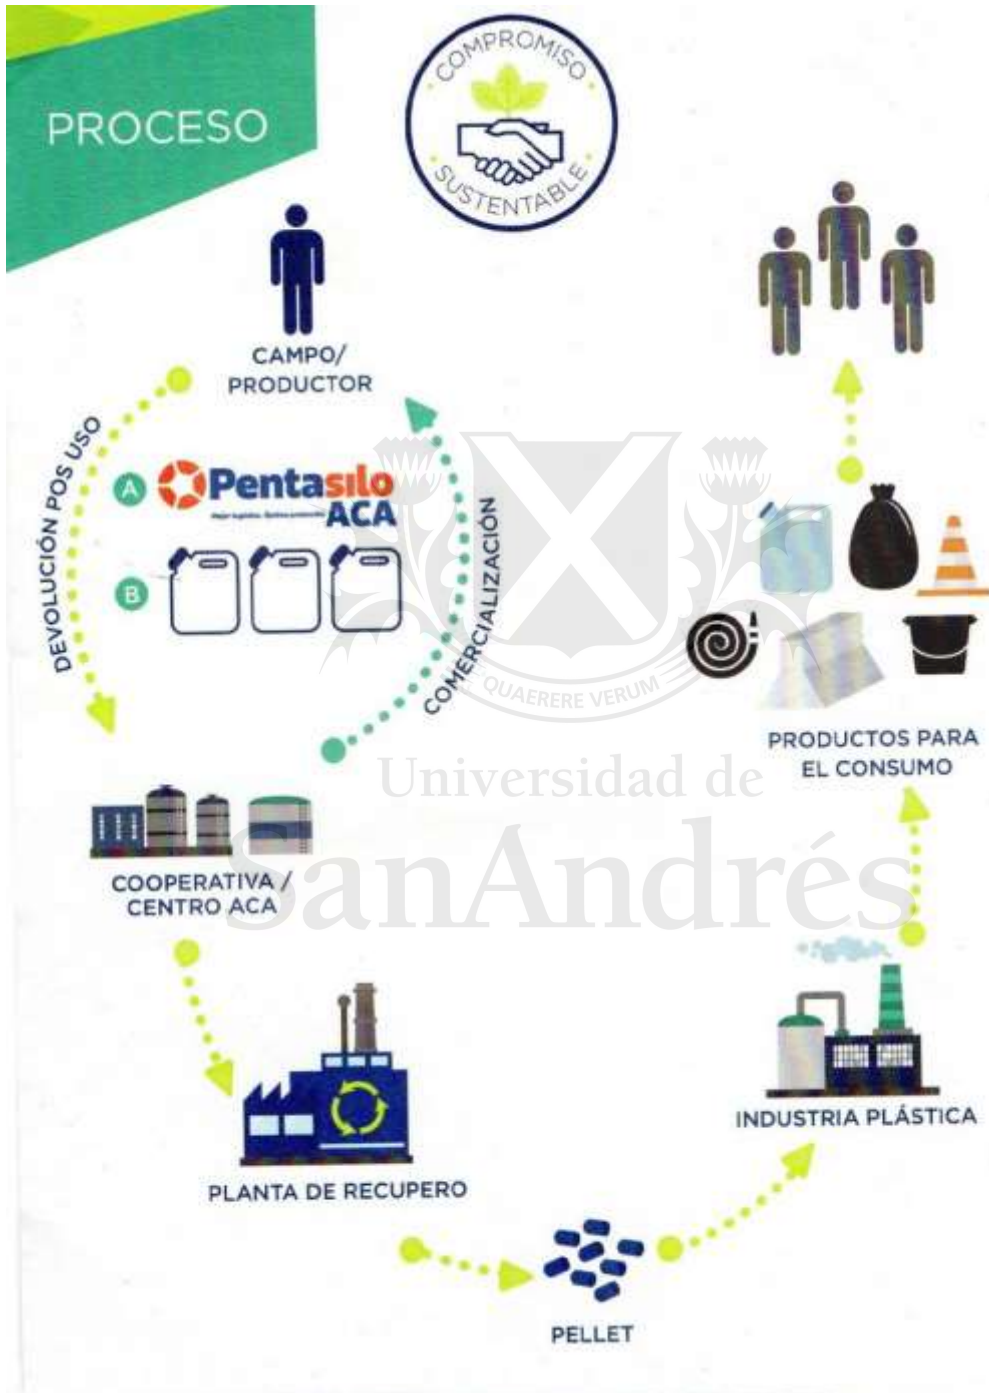 PROCESO
COMPROMISO
SUSTENTABLE
CAMPO/
PRODUCTOR
DEVOLUCIÓN POS USO
A
Pentasilo
ACA
B
COMERCIALIZACIÓN
QUAERERE VERUM
Universidad de
SanAndrés
COOPERATIVA /
CENTRO ACA
PLANTA DE RECUPERO
PELLET
INDUSTRIA PLÁSTICA
PRODUCTOS PARA
EL CONSUMO